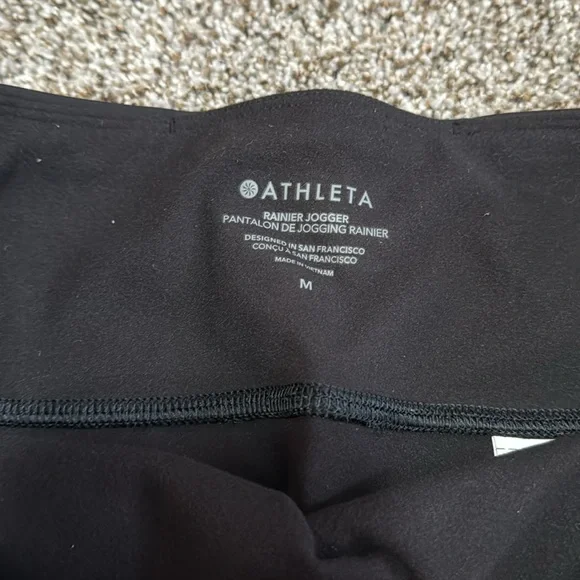 ATHLETA
RAINIER JOGGER
PANTALON DE JOGGING RAINIER
DESIGNED IN SAN FRANCISCO
CONÇU À SAN FRANCISCO
MADE IN VIETNAM
M